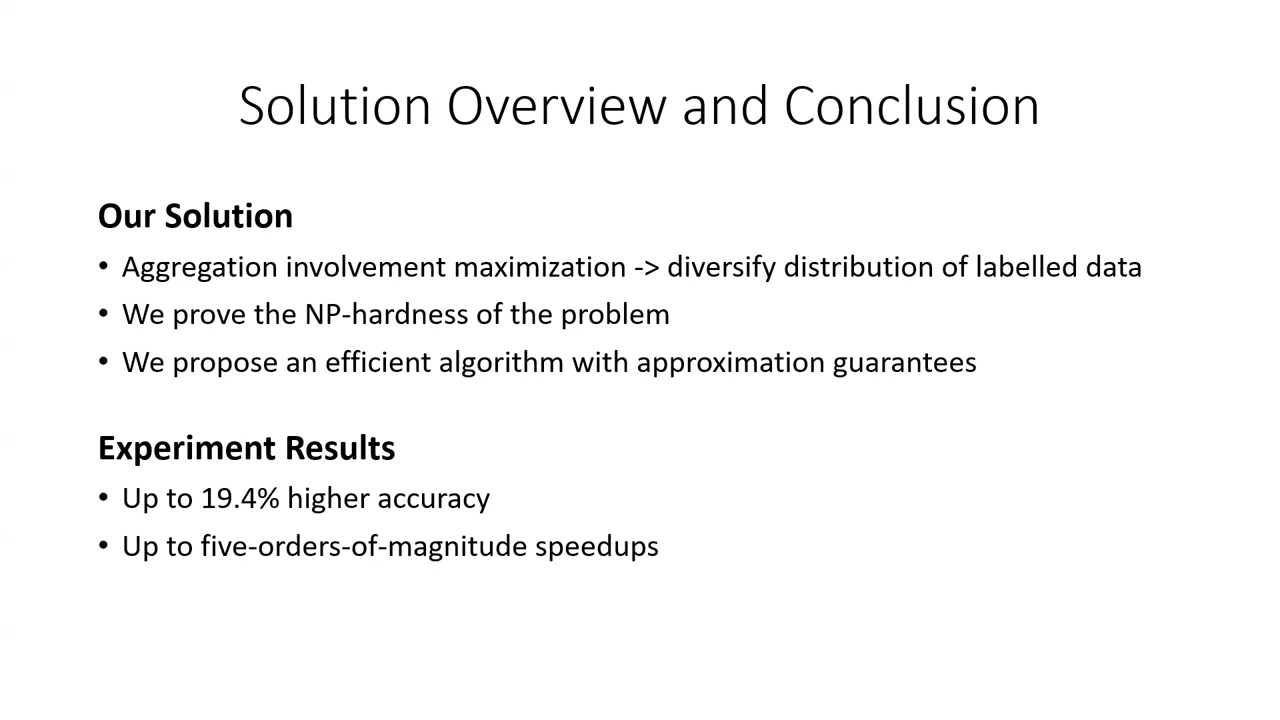 Solution Overview and Conclusion
Our Solution
• Aggregation involvement maximization -> diversify distribution of labelled data
• We prove the NP-hardness of the problem
• We propose an efficient algorithm with approximation guarantees
Experiment Results
• Up to 19.4% higher accuracy
• Up to five-orders-of-magnitude speedups